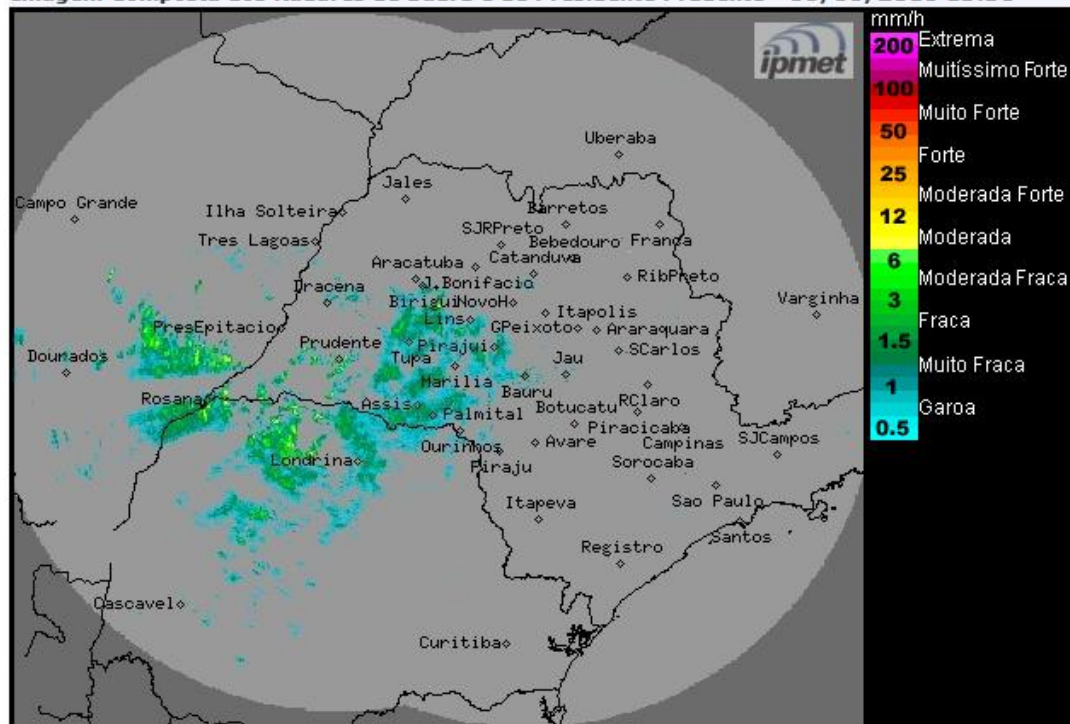 mm/h
200 Extrema
Muitíssimo Forte
100
Muito Forte
50
Forte
25
Moderada Forte
12
Moderada
6
Moderada Fraca
3
Fraca
1.5
Muito Fraca
1
Garoa
0.5
ipmet
Uberaba
Jales
Campo Grande
Ilha Solteira
Barretos
SJRPreto
Tres Lagoas
Bebedouro Franca
Catanduva
Aracatuba
J.Bonifacio
RibPreto
Dracena
Birigui NovoH
Varginha
Itapolis
Lins
PresEpitacio
GPeixoto
Araraquara
Prudente
Pirajui
SCarlos
Dourados
Tupa
Jau
Marilia
Bauru
Rosana
Assis
Botucatu
RClaro
Palmital
Piracicaba
Ourinhos
Avare
Campinas
SJCampos
Londrina
Piraju
Sorocaba
Itapeva
Sao Paulo
Santos
Registro
Cascavel
Curitiba